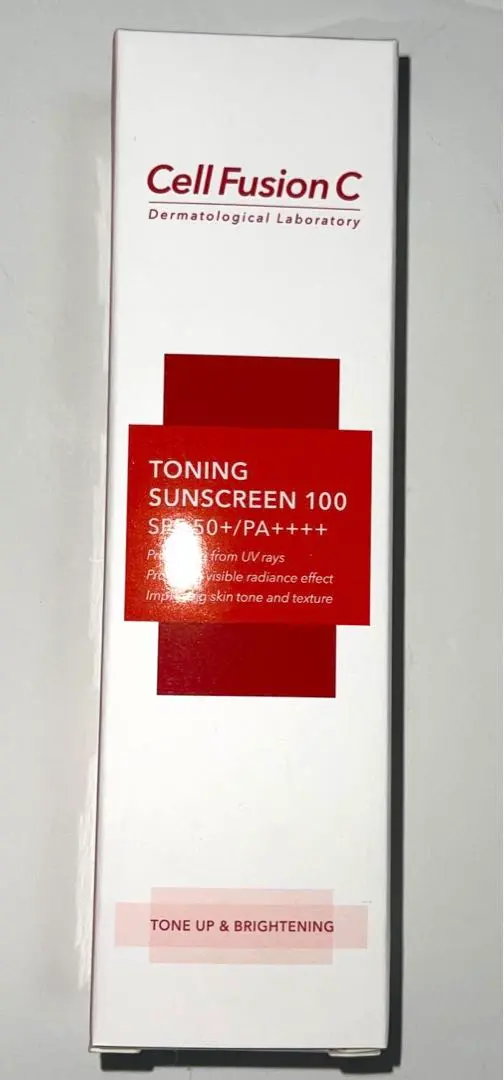 Cell Fusion C
Dermatological Laboratory
TONING
SUNSCREEN 100
50+/PA++++
from UV rays
visible radiance effect
skin tone and texture
TONE UP & BRIGHTENING